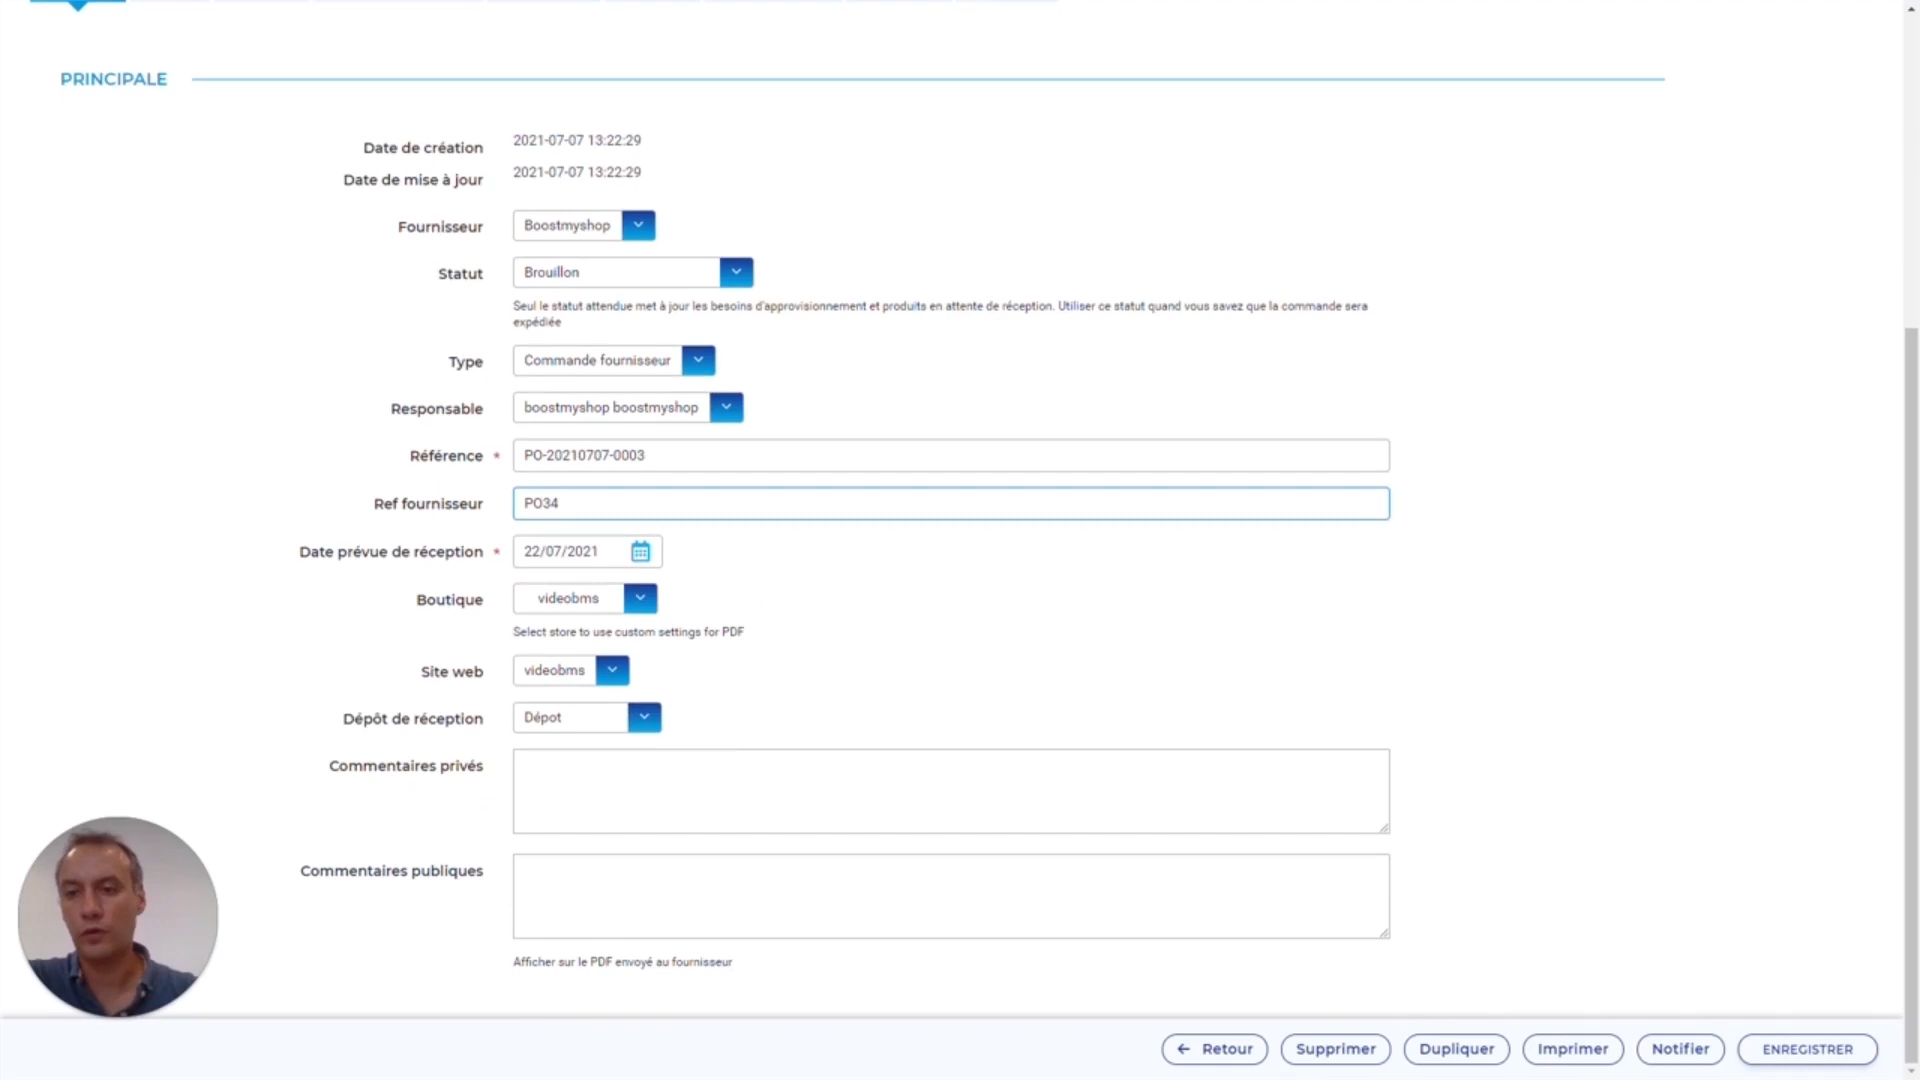 PRINCIPALE
Date de création 2021-07-07 13:22:29
Date de mise à jour 2021-07-07 13:22:29
Fournisseur Boostmyshop
Statut Brouillon
Seul le statut attendue met à jour les besoins d'approvisionnement et produits en attente de réception. Utiliser ce statut quand vous savez que la commande sera
expédiée
Type Commande fournisseur
Responsable boostmyshop boostmyshop
Référence * PO-20210707-0003
Ref fournisseur PO34
Date prévue de réception * 22/07/2021
Boutique videobms
Select store to use custom settings for PDF
Site web videobms
Dépôt de réception Dépot
Commentaires privés
Commentaires publiques
Afficher sur le PDF envoyé au fournisseur
← Retour Supprimer Dupliquer Imprimer Notifier ENREGISTRER